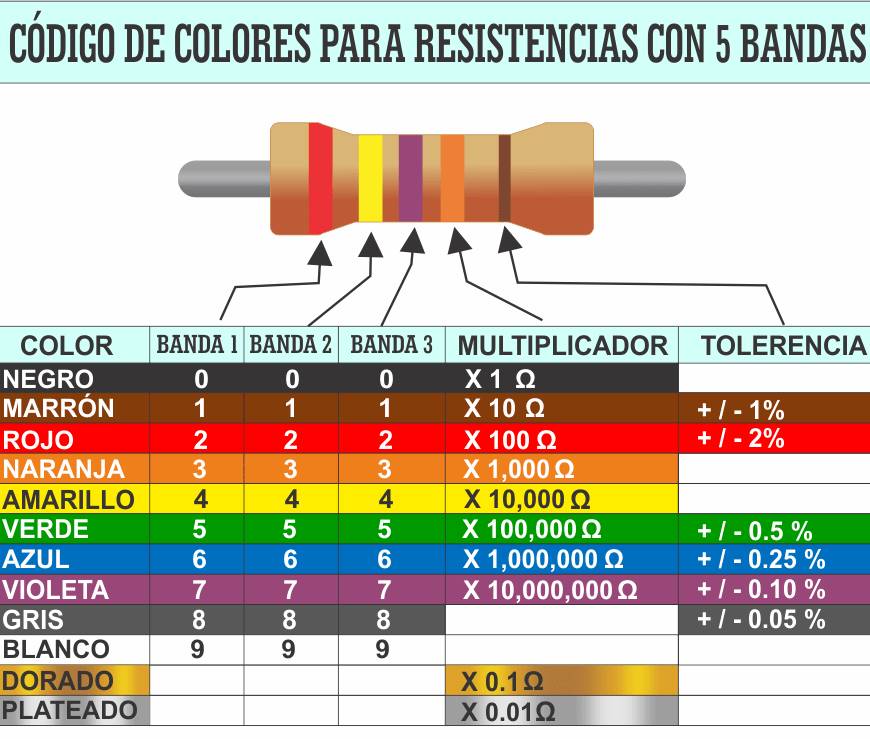 CÓDIGO DE COLORES PARA RESISTENCIAS CON 5 BANDAS
COLOR BANDA 1 BANDA 2 BANDA 3 MULTIPLICADOR TOLERENCIA
NEGRO 0 0 0 X 1 Ω
MARRÓN 1 1 1 X 10 Ω + / - 1%
ROJO 2 2 2 X 100 Ω + / - 2%
NARANJA 3 3 3 X 1,000 Ω
AMARILLO 4 4 4 X 10,000 Ω
VERDE 5 5 5 X 100,000 Ω + / - 0.5 %
AZUL 6 6 6 X 1,000,000 Ω + / - 0.25 %
VIOLETA 7 7 7 X 10,000,000 Ω + / - 0.10 %
GRIS 8 8 8 + / - 0.05 %
BLANCO 9 9 9
DORADO X 0.1Ω
PLATEADO X 0.01Ω